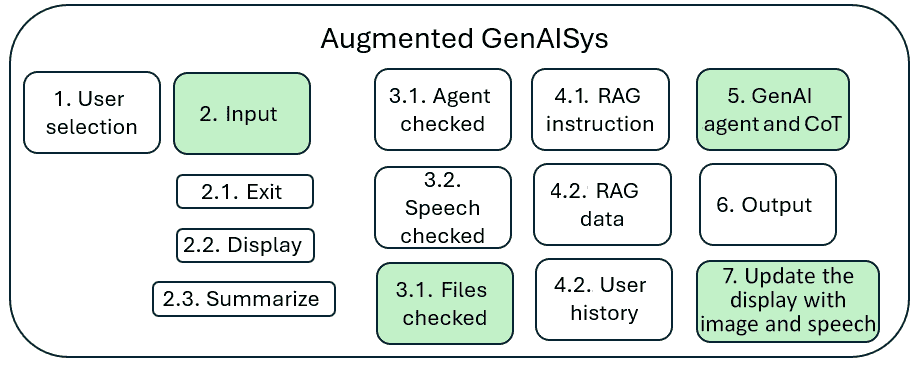 Augmented GenAISys
1. User
selection
2. Input
2.1. Exit
2.2. Display
2.3. Summarize
3.1. Agent
checked
3.2.
Speech
checked
3.1. Files
checked
4.1. RAG
instruction
4.2. RAG
data
4.2. User
history
5. GenAI
agent and CoT
6. Output
7. Update the
display with
image and speech